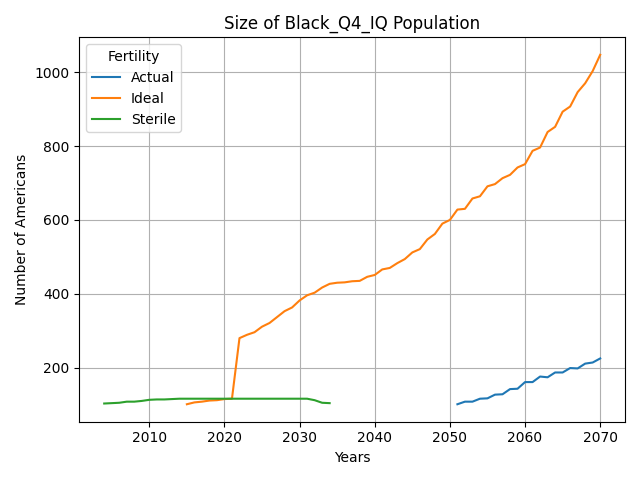 Size of Black_Q4_IQ Population
Fertility
Actual
Ideal
Sterile
Number of Americans
1000
800
600
400
200
2010
2020
2030
2040
2050
2060
2070
Years